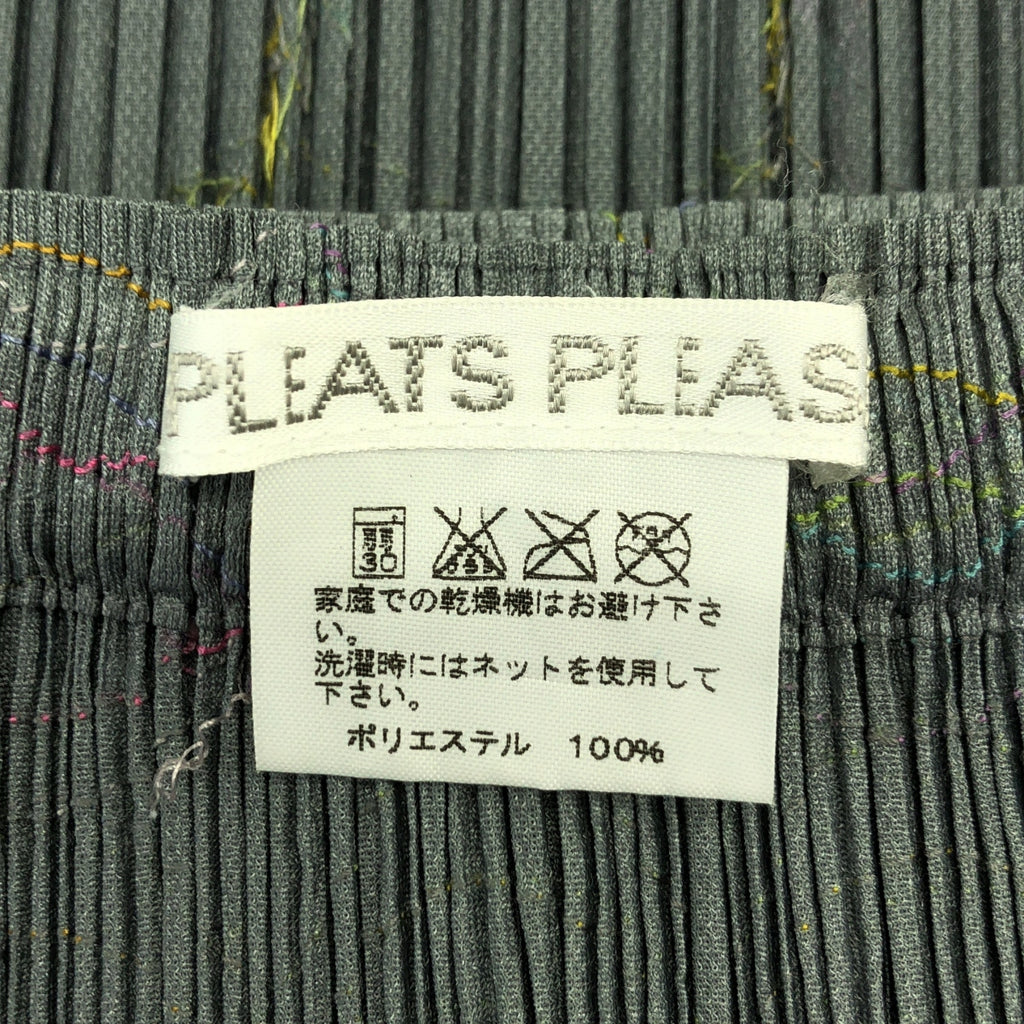 PLEATS PLEAS
弱
30
家庭での乾燥機はお避け下さ
い。
洗濯時にはネットを使用して
下さい。
ポリエステル 100%